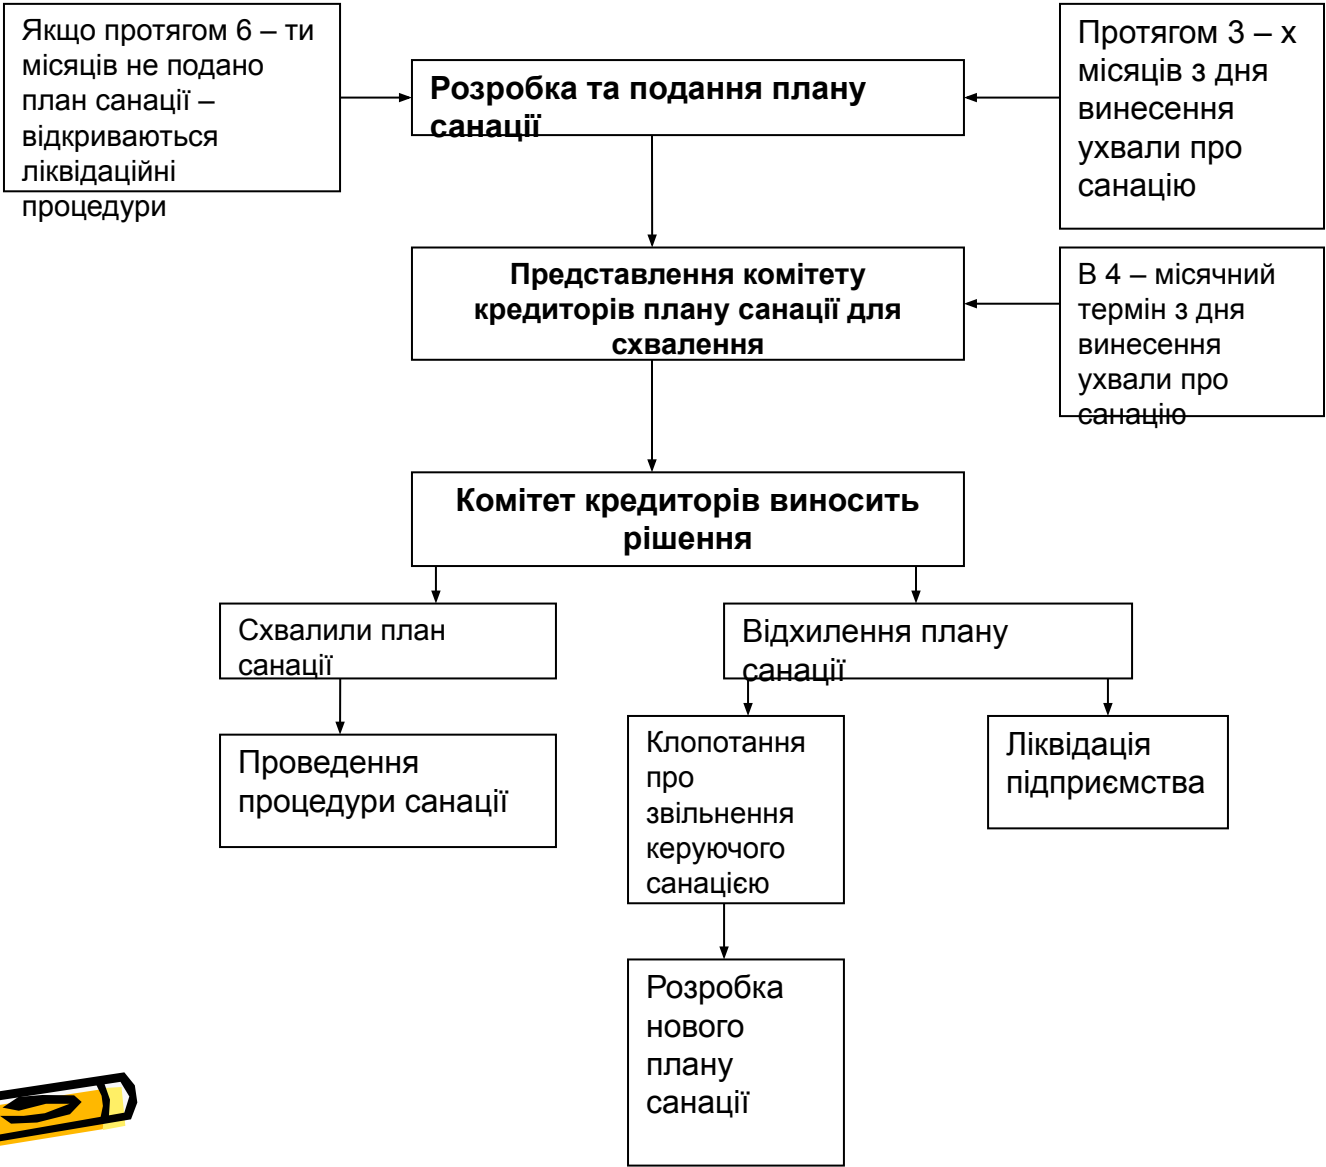 Якщо протягом 6 – ти
місяців не подано
план санації –
відкриваються
ліквідаційні
процедури
Розробка та подання плану
санації
Протягом 3 – х
місяців з дня
винесення
ухвали про
санацію
Представлення комітету
кредиторів плану санації для
схвалення
В 4 – місячний
термін з дня
винесення
ухвали про
санацію
Комітет кредиторів виносить
рішення
Схвалили план
санації
Відхилення плану
санації
Проведення
процедури санації
Клопотання
про
звільнення
керуючого
санацією
Ліквідація
підприємства
Розробка
нового
плану
санації